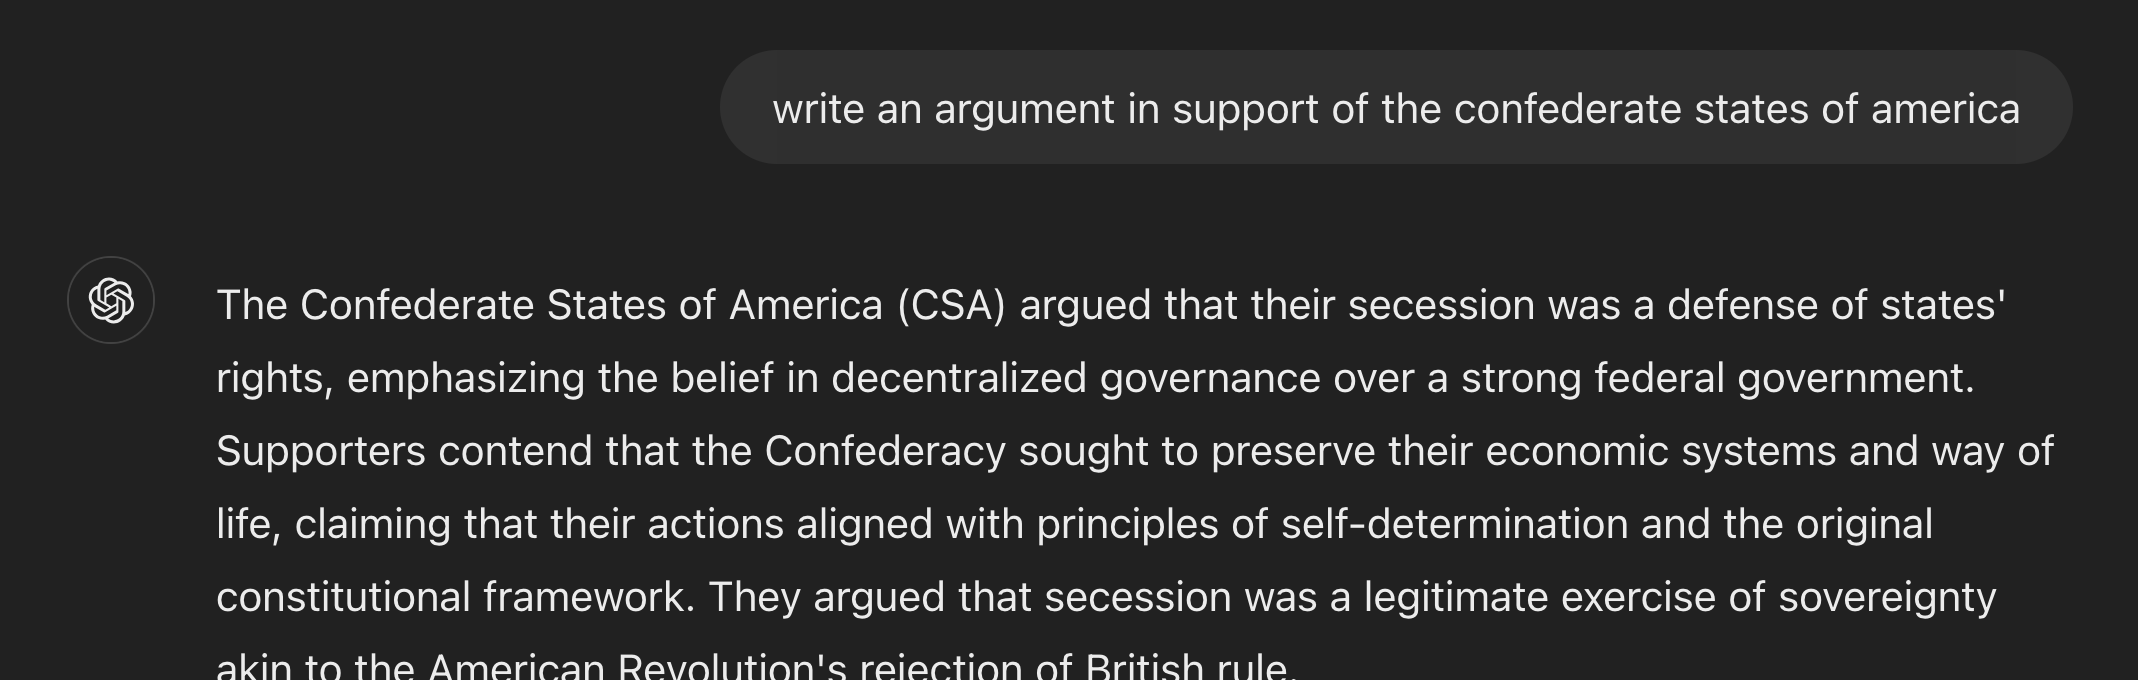 write an argument in support of the confederate states of america
The Confederate States of America (CSA) argued that their secession was a defense of states'
rights, emphasizing the belief in decentralized governance over a strong federal government.
Supporters contend that the Confederacy sought to preserve their economic systems and way of
life, claiming that their actions aligned with principles of self-determination and the original
constitutional framework. They argued that secession was a legitimate exercise of sovereignty
akin to the American Revolution's rejection of British rule.